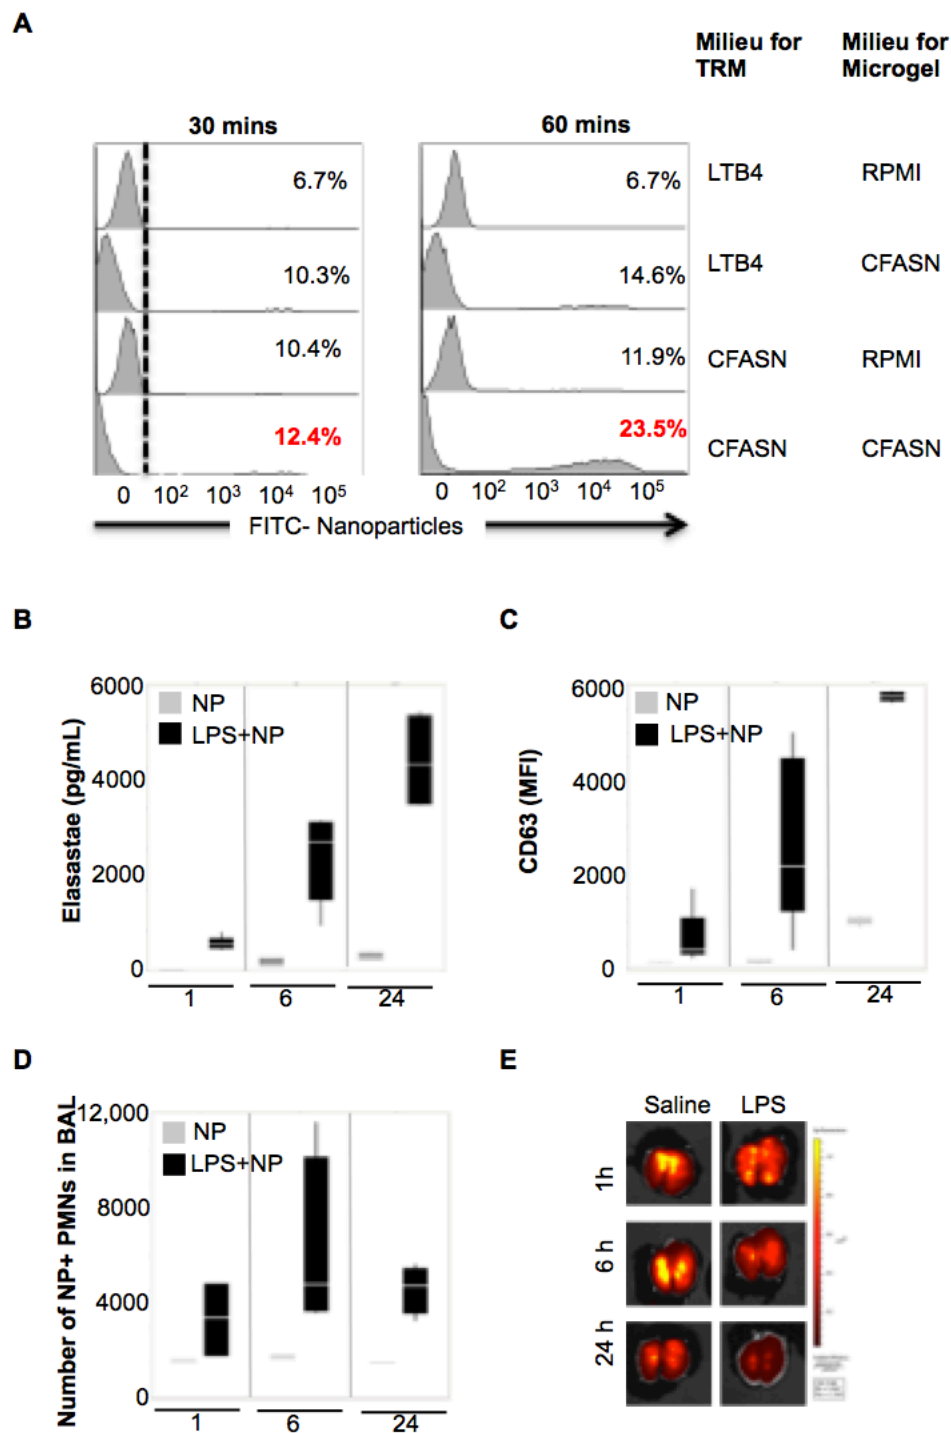 A
Milieu for TRM
Milieu for Microgel
30 mins
60 mins
6.7%
6.7%
LTB4
RPMI
10.3%
14.6%
LTB4
CFASN
10.4%
11.9%
CFASN
RPMI
12.4%
23.5%
CFASN
CFASN
0 10² 10³ 10⁴ 10⁵
0 10² 10³ 10⁴ 10⁵
FITC- Nanoparticles
B
Elasastae (pg/mL)
6000
4000
2000
0
NP
LPS+NP
1 6 24
C
CD63 (MFI)
6000
4000
2000
0
NP
LPS+NP
1 6 24
D
Number of NP+ PMNs in BAL
12,000
8000
4000
0
NP
LPS+NP
1 6 24
E
Saline LPS
1h
6 h
24 h